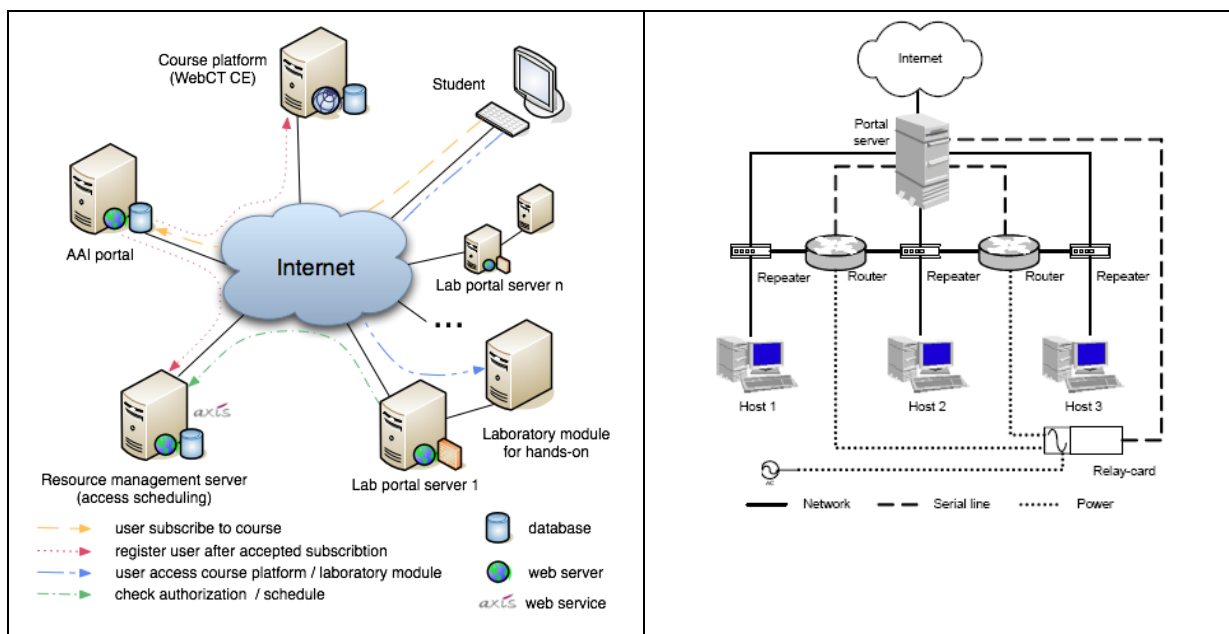 Course platform
(WebCT CE)
Student
AAI portal
Internet
Lab portal server n
...
axis
Resource management server
(access scheduling)
Lab portal server 1
Laboratory module
for hands-on
user subscribe to course
register user after accepted subscribtion
user access course platform / laboratory module
check authorization / schedule
database
web server
axis web service
Internet
Portal
server
Repeater
Router
Repeater
Router
Repeater
Host 1
Host 2
Host 3
Relay-card
AC
Network
Serial line
Power